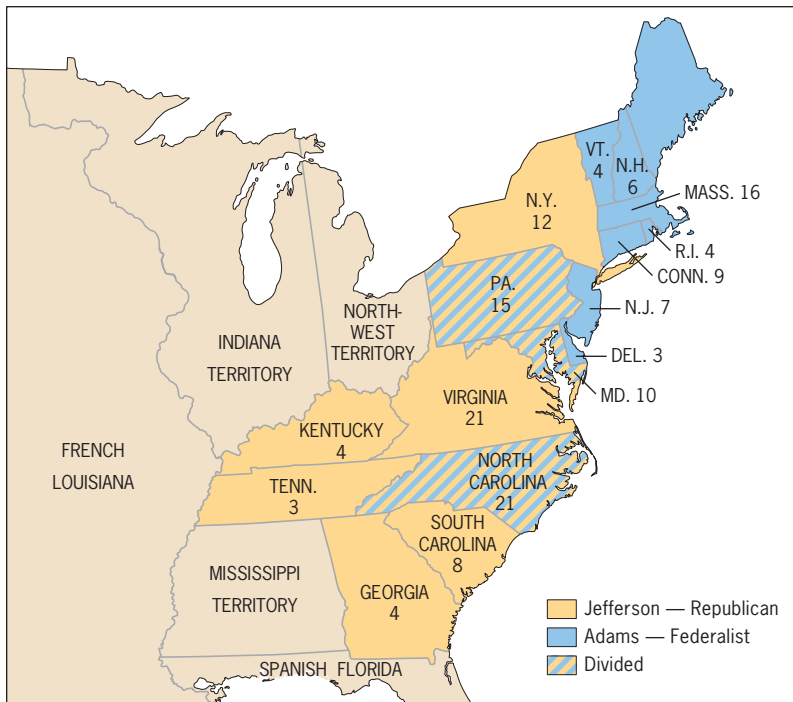 VT.
4
N.H.
6
MASS. 16
N.Y.
12
R.I. 4
CONN. 9
PA.
15
N.J. 7
NORTH-
WEST
TERRITORY
INDIANA
TERRITORY
DEL. 3
MD. 10
VIRGINIA
21
KENTUCKY
4
FRENCH
LOUISIANA
NORTH
CAROLINA
21
TENN.
3
SOUTH
CAROLINA
8
MISSISSIPPI
TERRITORY
GEORGIA
4
SPANISH FLORIDA
Jefferson — Republican
Adams — Federalist
Divided